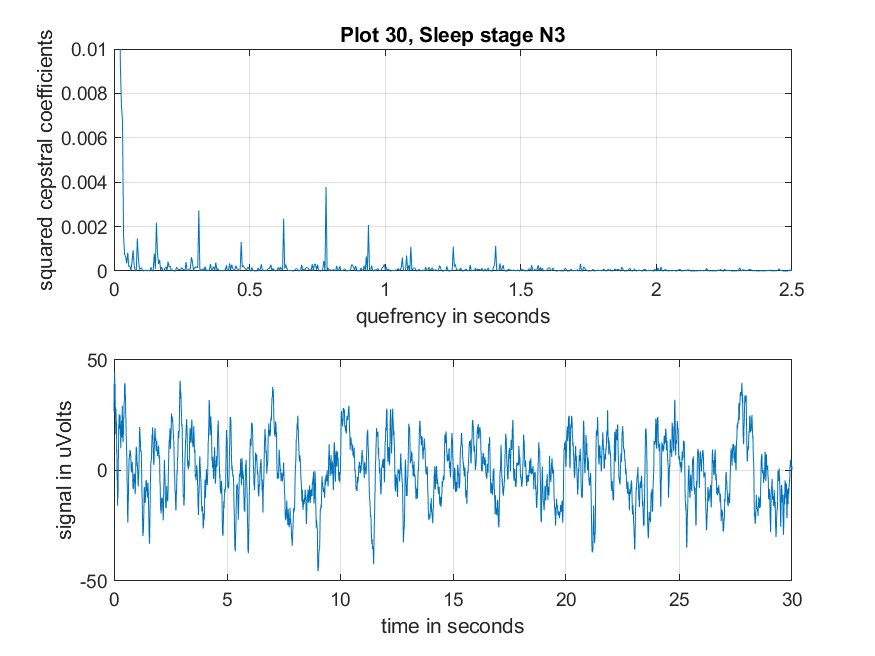 Plot 30, Sleep stage N3
squared cepstral coefficients
0.01
0.008
0.006
0.004
0.002
0
0 0.5 1 1.5 2 2.5
quefrency in seconds
signal in uVolts
50
0
-50
0 5 10 15 20 25 30
time in seconds